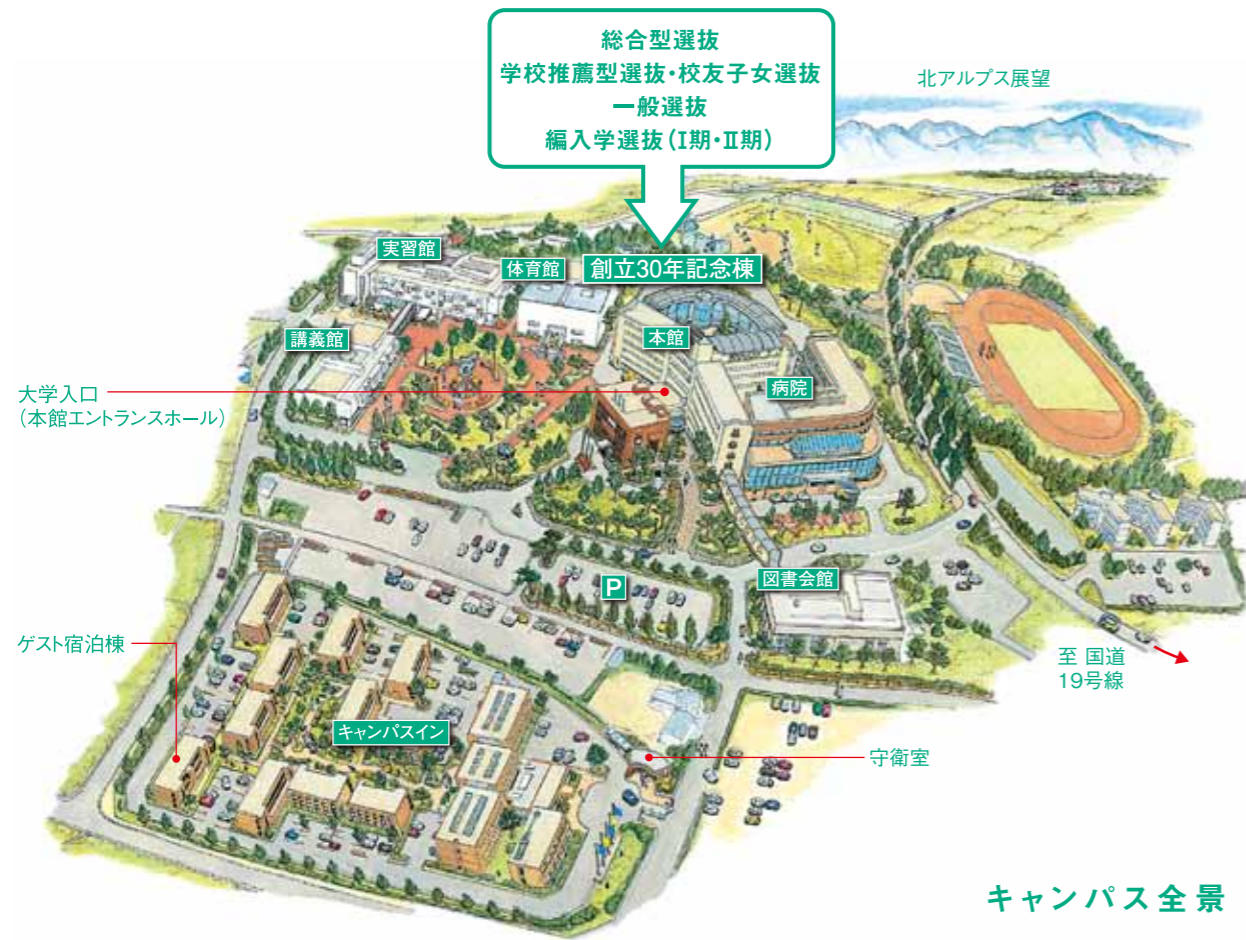 総合型選抜
学校推薦型選抜・校友子女選抜
一般選抜
編入学選抜(Ⅰ期・Ⅱ期)
北アルプス展望
実習館
体育館
創立30年記念棟
講義館
本館
病院
大学入口
(本館エントランスホール)
P
図書会館
ゲスト宿泊棟
至 国道
19号線
キャンパスイン
守衛室
キャンパス全景